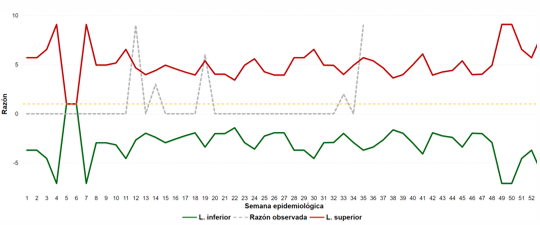 10
5
0
-5
Razón
1 2 3 4 5 6 7 8 9 10 11 12 13 14 15 16 17 18 19 20 21 22 23 24 25 26 27 28 29 30 31 32 33 34 35 36 37 38 39 40 41 42 43 44 45 46 47 48 49 50 51 52
Semana epidemiológica
L. inferior Razón observada L. superior